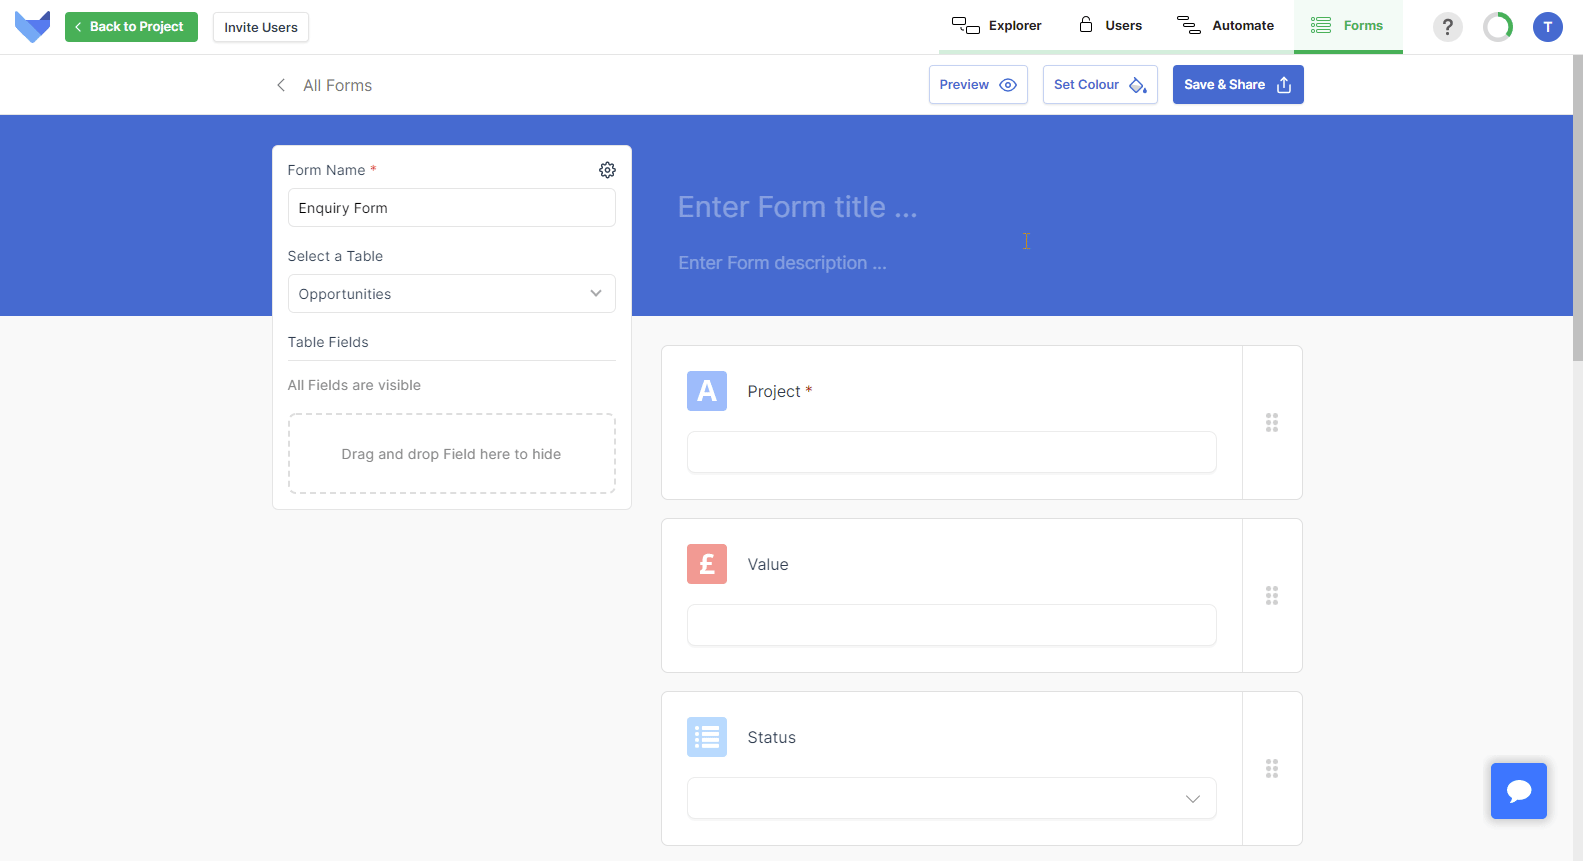 Back to Project
Invite Users
Explorer
Users
Automate
Forms
?
T
All Forms
Preview
Set Colour
Save & Share
Form Name *
Enquiry Form
Select a Table
Opportunities
Table Fields
All Fields are visible
Drag and drop Field here to hide
Enter Form title ...
Enter Form description ...
A
Project *
£
Value
Status